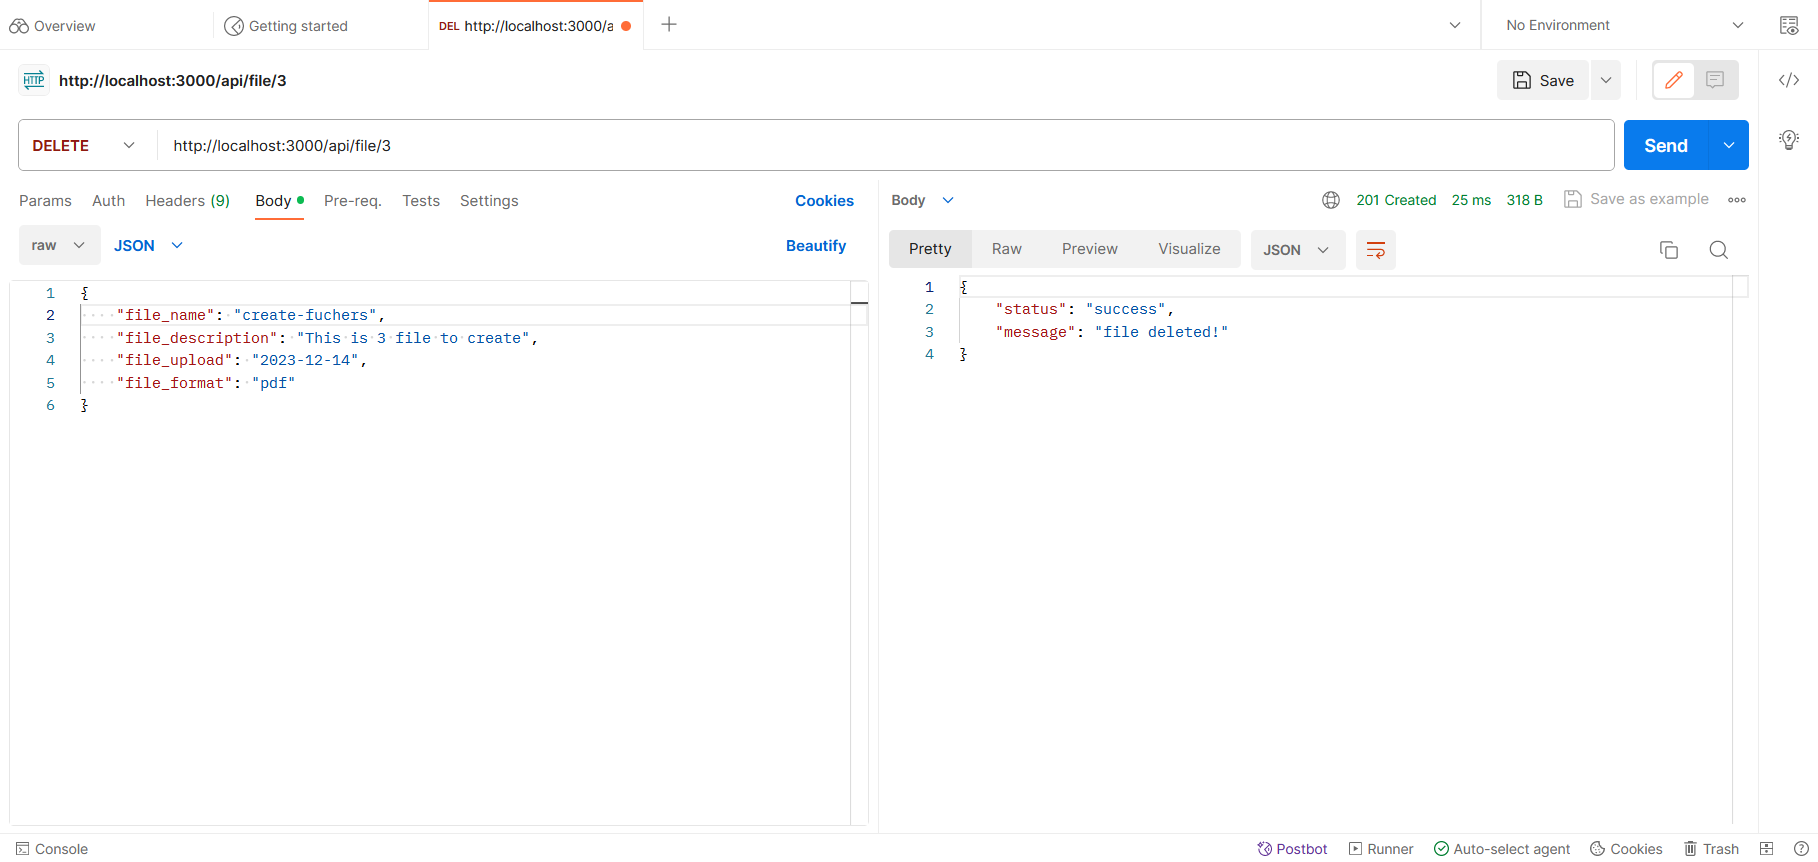 Overview
Getting started
DEL http://localhost:3000/a
No Environment
HTTP
http://localhost:3000/api/file/3
Save
DELETE
http://localhost:3000/api/file/3
Send
Params Auth Headers (9) Body Pre-req. Tests Settings Cookies
raw JSON Beautify
1 {
2 "file_name": "create-fuchers",
3 "file_description": "This is 3 file to create",
4 "file_upload": "2023-12-14",
5 "file_format": "pdf"
6 }
Body 201 Created 25 ms 318 B Save as example
Pretty Raw Preview Visualize JSON
1 {
2 "status": "success",
3 "message": "file deleted!"
4 }
Console Postbot Runner Auto-select agent Cookies Trash